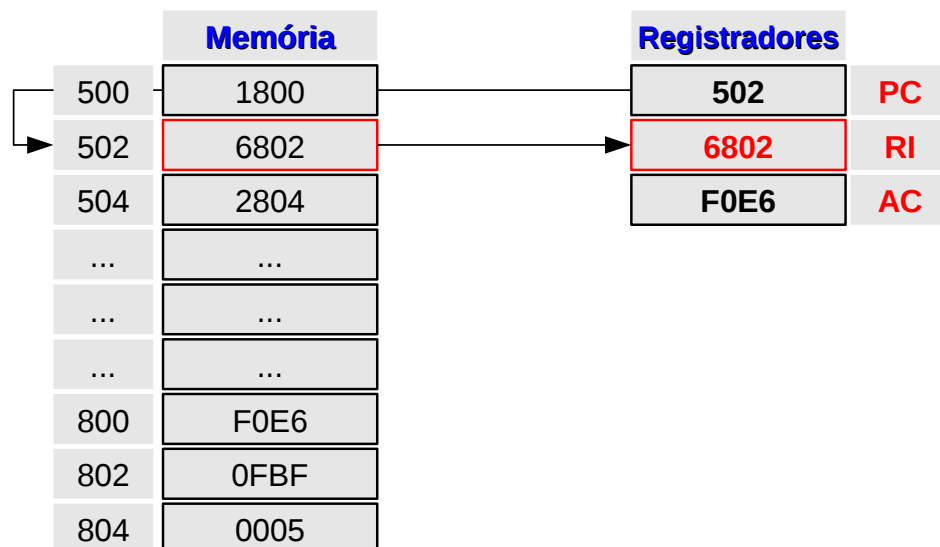 Memória Registradores
500 1800 502 PC
502 6802 6802 RI
504 2804 F0E6 AC
... ...
... ...
... ...
800 F0E6
802 0FBF
804 0005